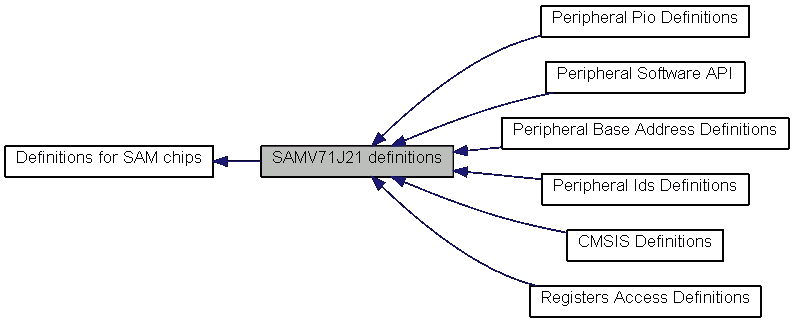 Peripheral Pio Definitions
Peripheral Software API
Peripheral Base Address Definitions
Definitions for SAM chips
SAMV71J21 definitions
Peripheral Ids Definitions
CMSIS Definitions
Registers Access Definitions